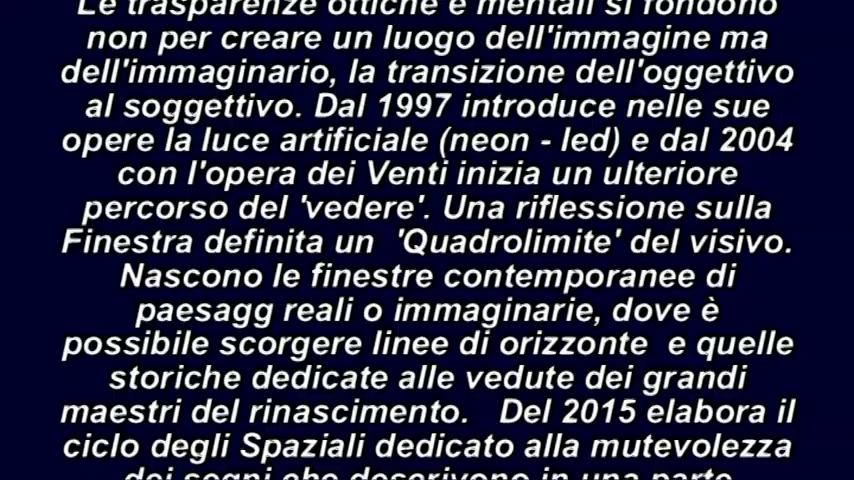 Le trasparenze ottiche e mentali si fondono
non per creare un luogo dell'immagine ma
dell'immaginario, la transizione dell'oggettivo
al soggettivo. Dal 1997 introduce nelle sue
opere la luce artificiale (neon - led) e dal 2004
con l'opera dei Venti inizia un ulteriore
percorso del 'vedere'. Una riflessione sulla
Finestra definita un  'Quadrolimite' del visivo.
Nascono le finestre contemporanee di
paesagg reali o immaginarie, dove è
possibile scorgere linee di orizzonte  e quelle
storiche dedicate alle vedute dei grandi
maestri del rinascimento.   Del 2015 elabora il
ciclo degli Spaziali dedicato alla mutevolezza
dei segni che descrivono in una parte